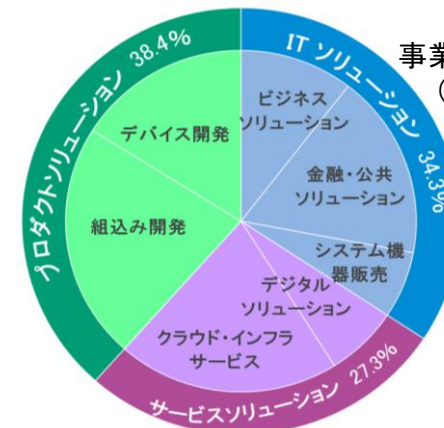 プロダクトソリューション 38.4%
IT ソリューション 34.3%
サービスソリューション 27.3%
事業
（
ビジネス
ソリューション
金融・公共
ソリューション
システム機
器販売
デジタル
ソリューション
クラウド・インフラ
サービス
組込み開発
デバイス開発